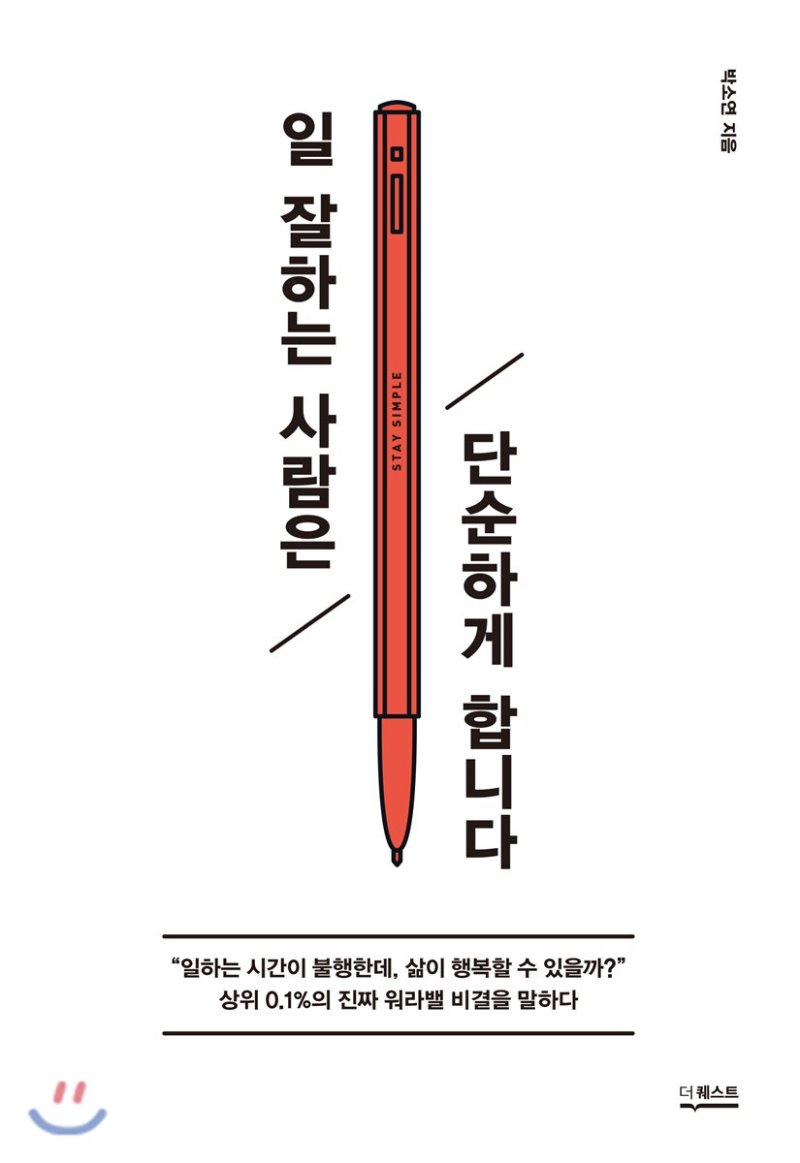 박소연 지음
일 잘하는 사람은
STAY SIMPLE
단순하게 합니다
“일하는 시간이 불행한데, 삶이 행복할 수 있을까?”
상위 0.1%의 진짜 워라밸 비결을 말하다
더퀘스트